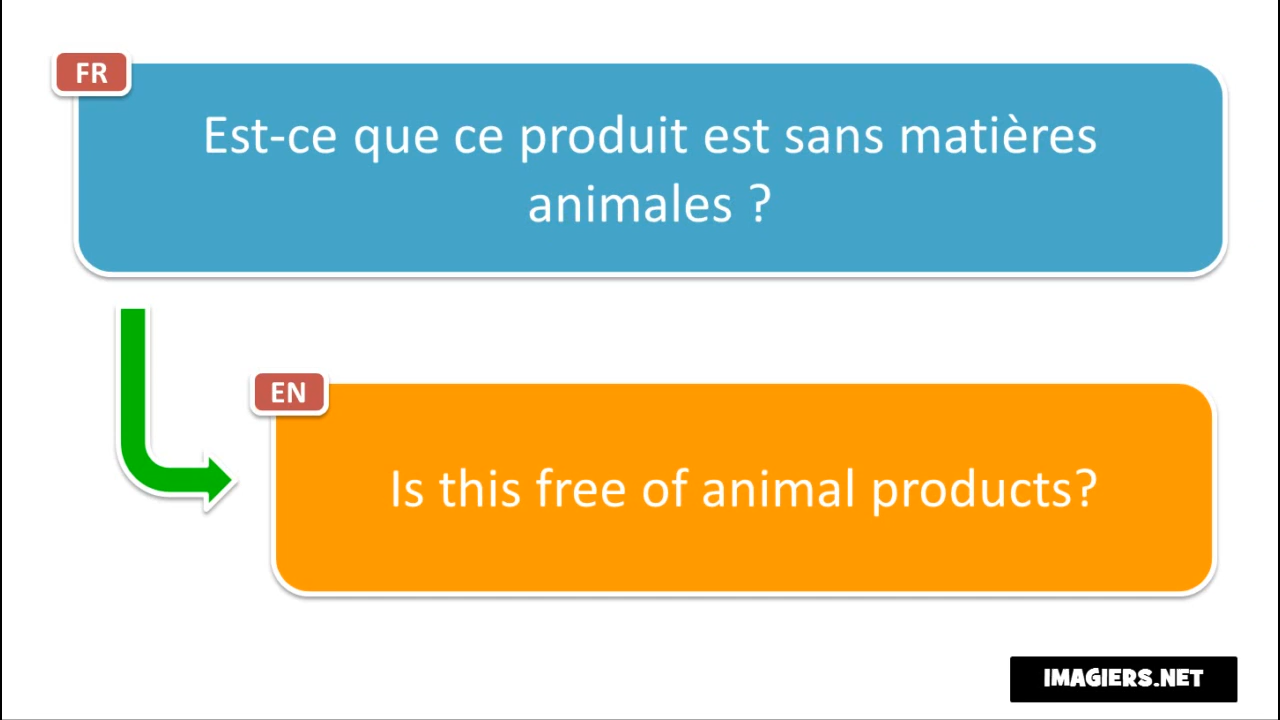 FR
Est-ce que ce produit est sans matières
animales ?
EN
Is this free of animal products?
IMAGIERS.NET